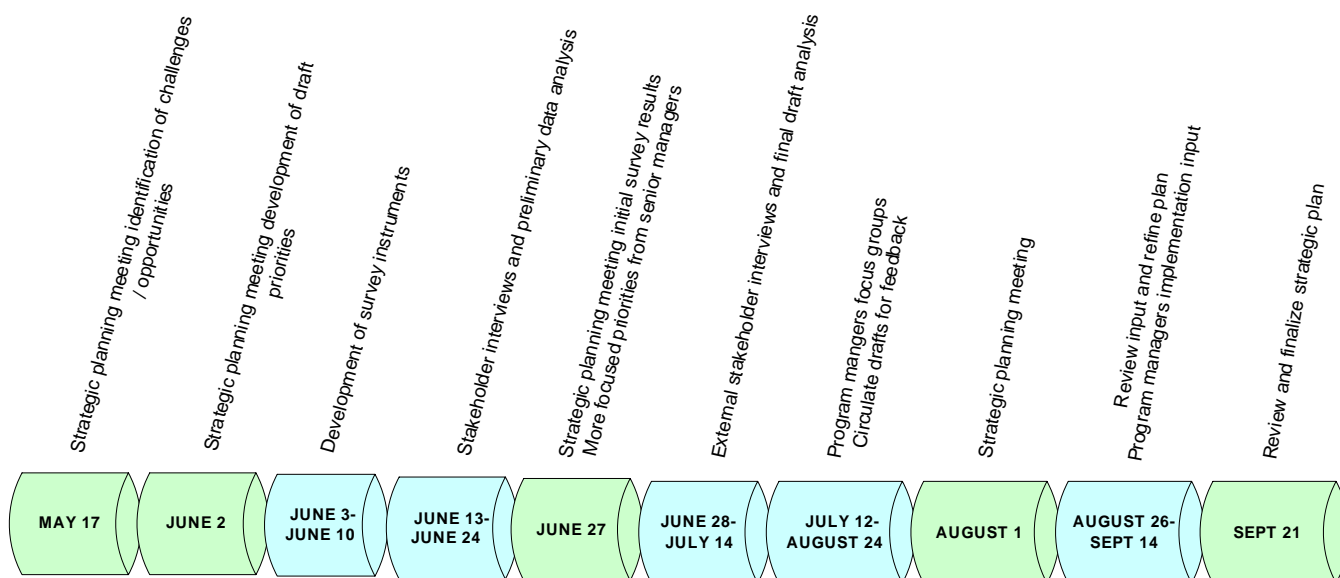 Strategic planning meeting identification of challenges
/ opportunities
Strategic planning meeting development of draft
priorities
Development of survey instruments
Stakeholder interviews and preliminary data analysis
Strategic planning meeting initial survey results
More focused priorities from senior managers
External stakeholder interviews and final draft analysis
Program mangers focus groups
Circulate drafts for feedback
Strategic planning meeting
Review input and refine plan
Program managers implementation input
Review and finalize strategic plan
MAY 17
JUNE 2
JUNE 3-
JUNE 10
JUNE 13-
JUNE 24
JUNE 27
JUNE 28-
JULY 14
JULY 12-
AUGUST 24
AUGUST 1
AUGUST 26-
SEPT 14
SEPT 21